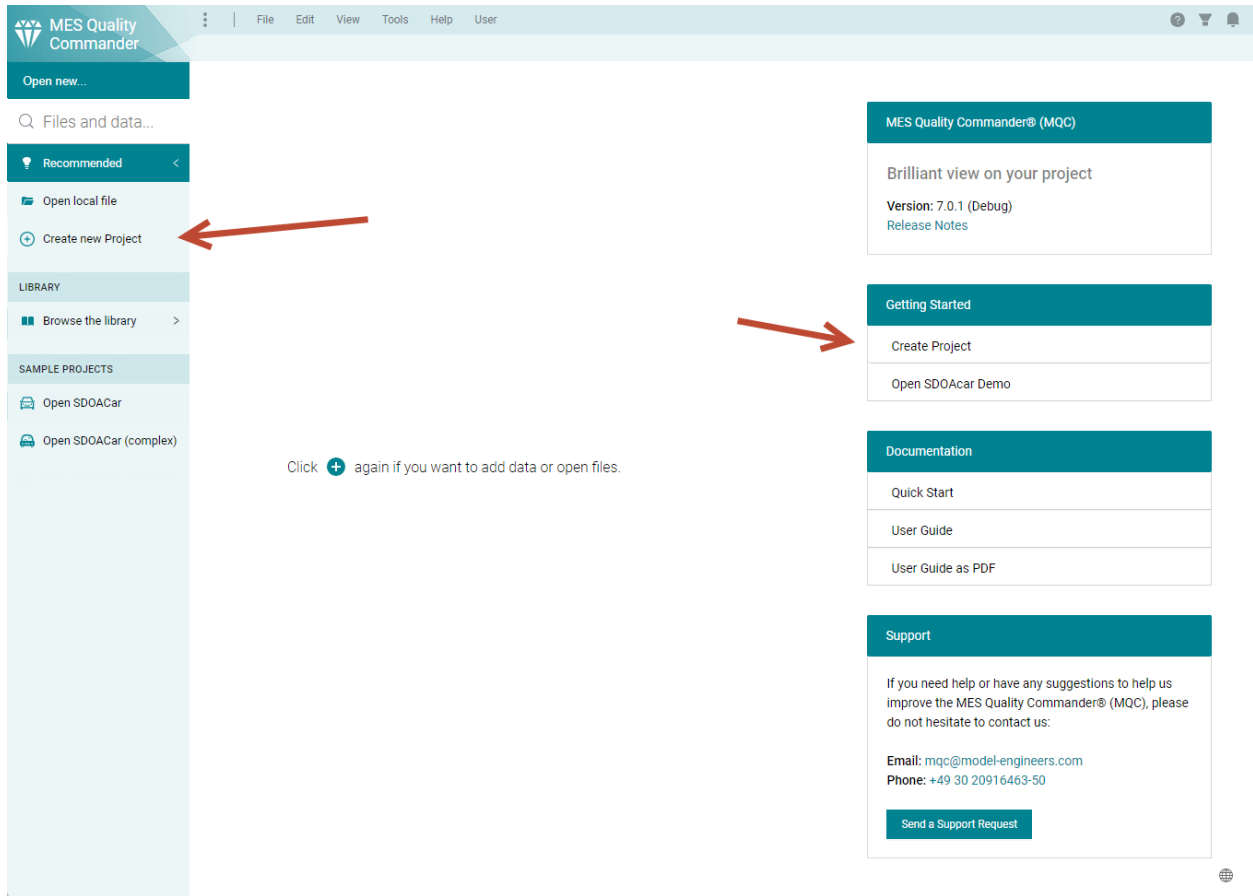 MES Quality
Commander
File Edit View Tools Help User
Open new...
Files and data...
Recommended
Open local file
Create new Project
LIBRARY
Browse the library
SAMPLE PROJECTS
Open SDOACar
Open SDOACar (complex)
Click again if you want to add data or open files.
MES Quality Commander® (MQC)
Brilliant view on your project
Version: 7.0.1 (Debug)
Release Notes
Getting Started
Create Project
Open SDOAcar Demo
Documentation
Quick Start
User Guide
User Guide as PDF
Support
If you need help or have any suggestions to help us
improve the MES Quality Commander® (MQC), please
do not hesitate to contact us:
Email: mqc@model-engineers.com
Phone: +49 30 20916463-50
Send a Support Request